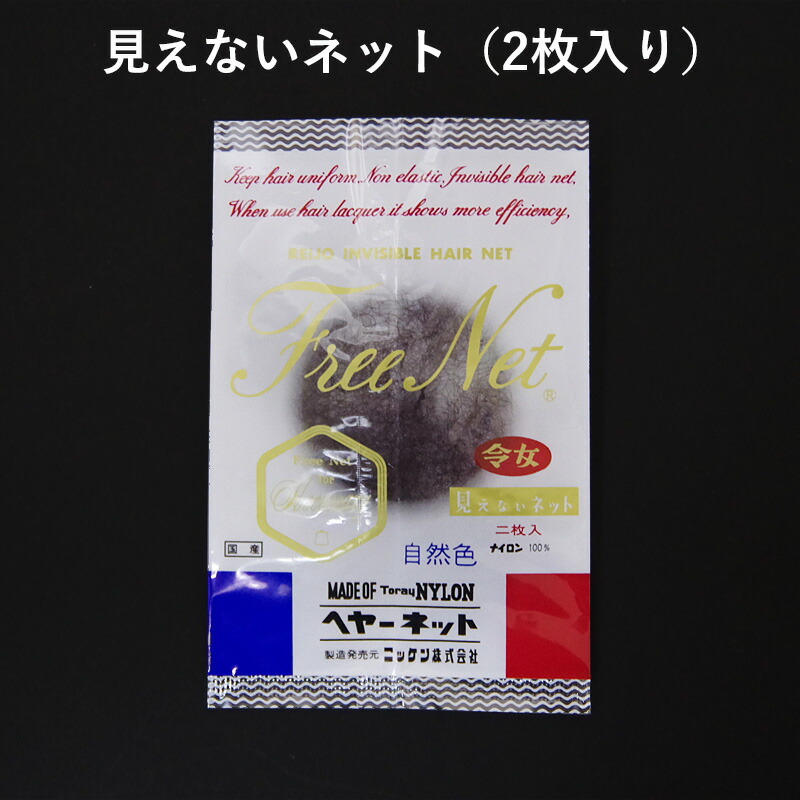 見えないネット（2枚入り）
Keep hair uniform. Non elastic. Invisible hair net.
When use hair lacquer it shows more efficiency,
REIJO INVISIBLE HAIR NET
Free Net®
令女
Free Net
for
見えないネット
二枚入
国産
自然色
ナイロン 100%
MADE OF Toray NYLON
ヘヤーネット
製造発売元 ニッケン株式会社